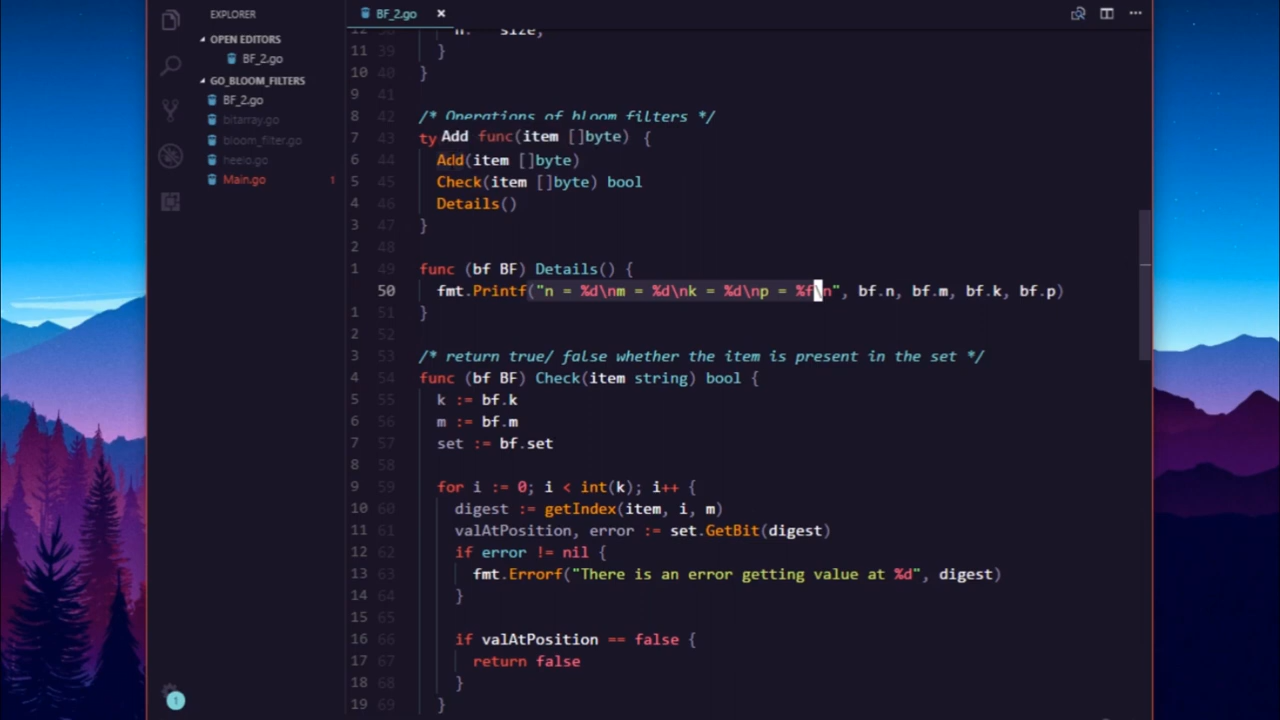 EXPLORER
OPEN EDITORS
BF_2.go
GO_BLOOM_FILTERS
BF_2.go
bitarray.go
bloom_filter.go
Main.go 1
1
BF_2.go ×
12 38 n: size,
11 39 }
10 40 }
9 41
8 42 /* Operations of bloom filters */
7 43 ty Add func(item []byte) {
6 44 Add(item []byte)
5 45 Check(item []byte) bool
4 46 Details()
3 47 }
2 48
1 49 func (bf BF) Details() {
50 fmt.Printf("n = %d\nm = %d\nk = %d\np = %f\n", bf.n, bf.m, bf.k, bf.p)
1 51 }
2 52
3 53 /* return true/ false whether the item is present in the set */
4 54 func (bf BF) Check(item string) bool {
5 55 k := bf.k
6 56 m := bf.m
7 57 set := bf.set
8 58
9 59 for i := 0; i < int(k); i++ {
10 60 digest := getIndex(item, i, m)
11 61 valAtPosition, error := set.GetBit(digest)
12 62 if error != nil {
13 63 fmt.Errorf("There is an error getting value at %d", digest)
14 64 }
15 65
16 66 if valAtPosition == false {
17 67 return false
18 68 }
19 69 }